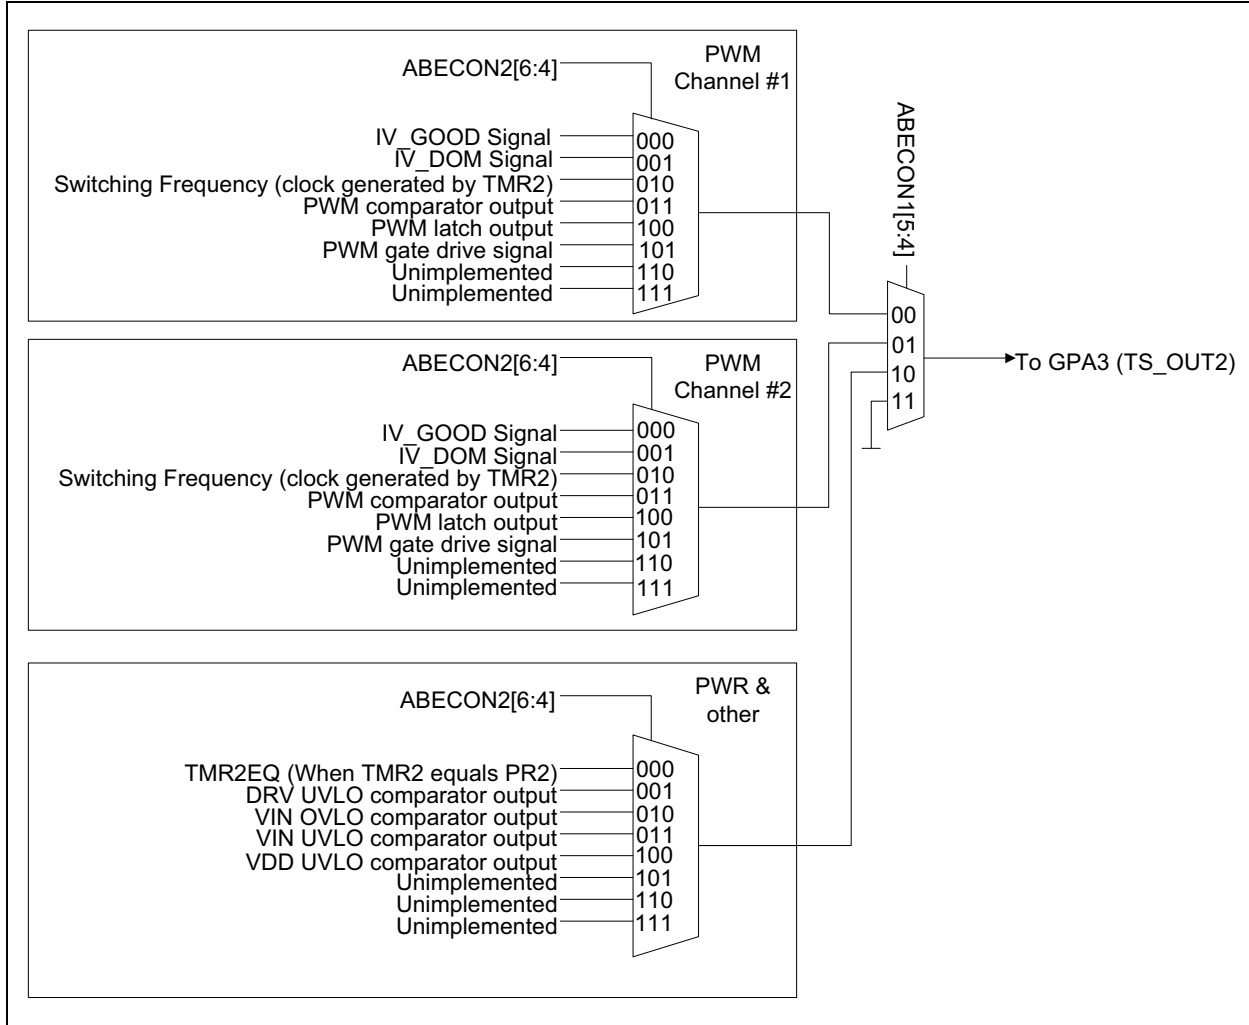 PWM
Channel #1
ABECON2[6:4]
IV_GOOD Signal
000
IV_DOM Signal
001
Switching Frequency (clock generated by TMR2)
010
PWM comparator output
011
PWM latch output
100
PWM gate drive signal
101
Unimplemented
110
Unimplemented
111
PWM
Channel #2
ABECON2[6:4]
IV_GOOD Signal
000
IV_DOM Signal
001
Switching Frequency (clock generated by TMR2)
010
PWM comparator output
011
PWM latch output
100
PWM gate drive signal
101
Unimplemented
110
Unimplemented
111
PWR &
other
ABECON2[6:4]
TMR2EQ (When TMR2 equals PR2)
000
DRV UVLO comparator output
001
VIN OVLO comparator output
010
VIN UVLO comparator output
011
VDD UVLO comparator output
100
Unimplemented
101
Unimplemented
110
Unimplemented
111
ABECON1[5:4]
00
01
10
11
To GPA3 (TS_OUT2)